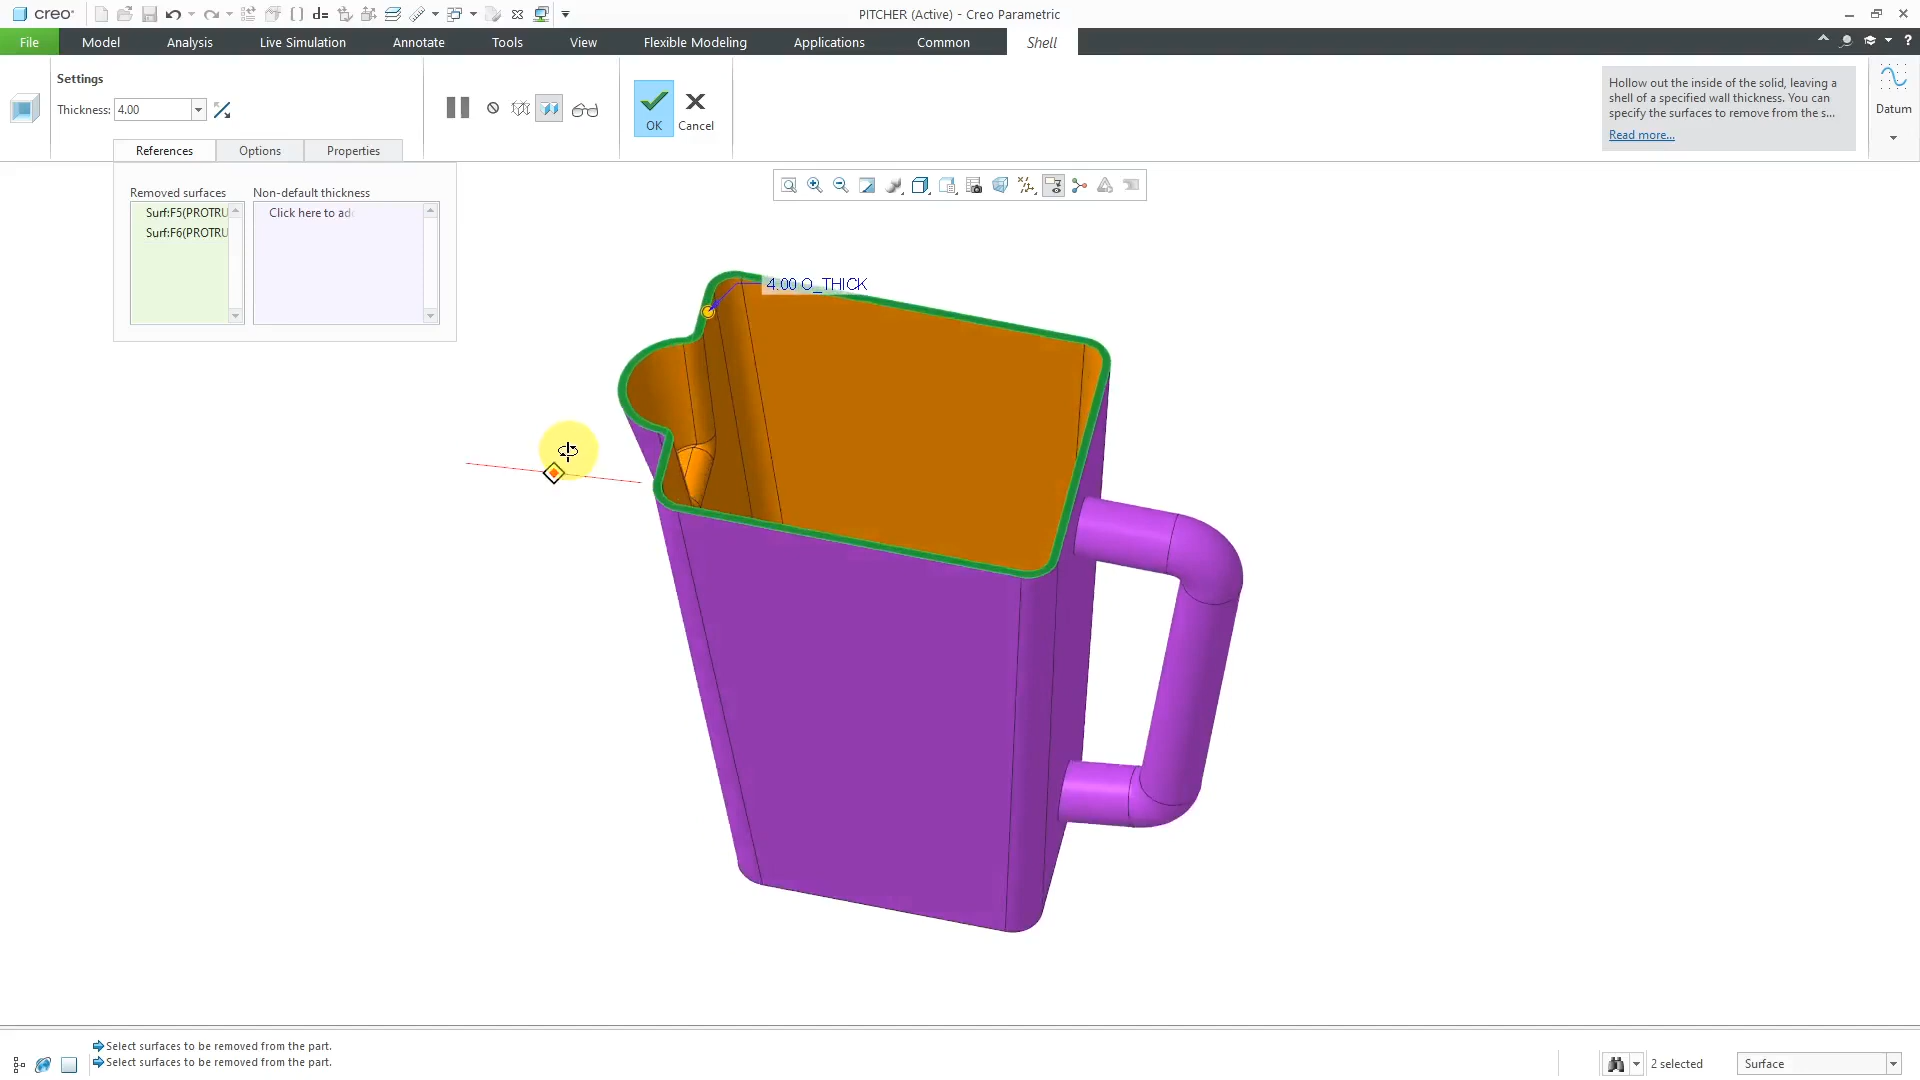 creo
PITCHER (Active) - Creo Parametric
File Model Analysis Live Simulation Annotate Tools View Flexible Modeling Applications Common Shell
Settings
Thickness: 4.00
OK Cancel
References Options Properties
Hollow out the inside of the solid, leaving a
shell of a specified wall thickness. You can
specify the surfaces to remove from the s...
Read more...
Datum
Removed surfaces Non-default thickness
Surf:F5(PROTRU Click here to ad
Surf:F6(PROTRU
4.00 O_THICK
Select surfaces to be removed from the part.
Select surfaces to be removed from the part.
2 selected Surface